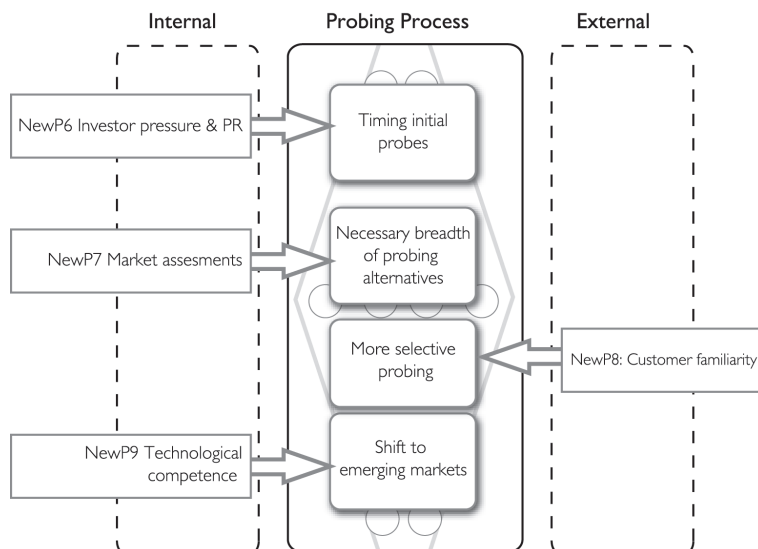 Internal
Probing Process
External
NewP6 Investor pressure & PR
Timing initial
probes
NewP7 Market assesments
Necessary breadth
of probing
alternatives
More selective
probing
NewP8: Customer familiarity
NewP9 Technological
competence
Shift to
emerging markets